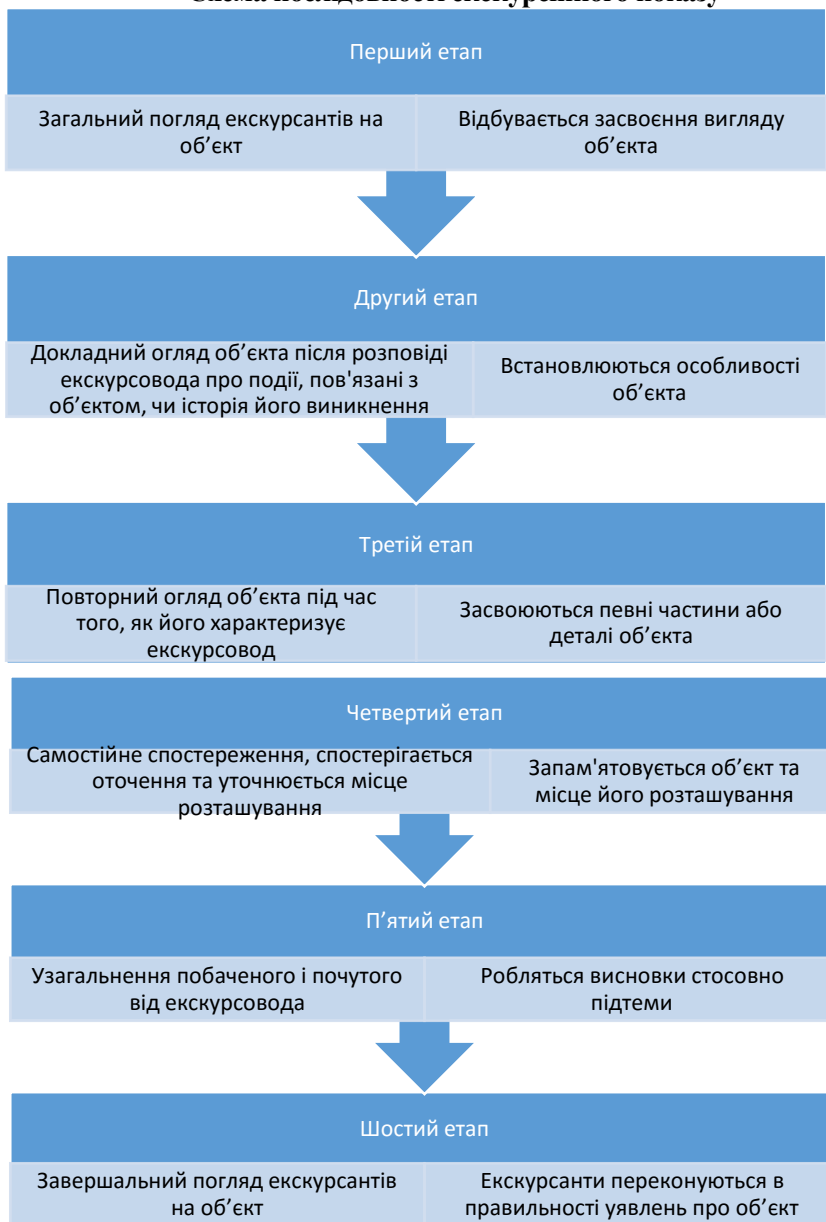 Схема послідовності екскурсійного показу
Перший етап
Загальний погляд екскурсантів на
об’єкт
Відбувається засвоєння вигляду
об’єкта
Другий етап
Докладний огляд об’єкта після розповіді
екскурсовода про події, пов'язані з
об’єктом, чи історія його виникнення
Встановлюються особливості
об’єкта
Третій етап
Повторний огляд об’єкта під час
того, як його характеризує
екскурсовод
Засвоюються певні частини або
деталі об’єкта
Четвертий етап
Самостійне спостереження, спостерігається
оточення та уточнюється місце
розташування
Запам'ятовується об’єкт та
місце його розташування
П’ятий етап
Узагальнення побаченого і почутого
від екскурсовода
Робляться висновки стосовно
підтеми
Шостий етап
Завершальний погляд екскурсантів
на об’єкт
Екскурсанти переконуються в
правильності уявлень про об’єкт